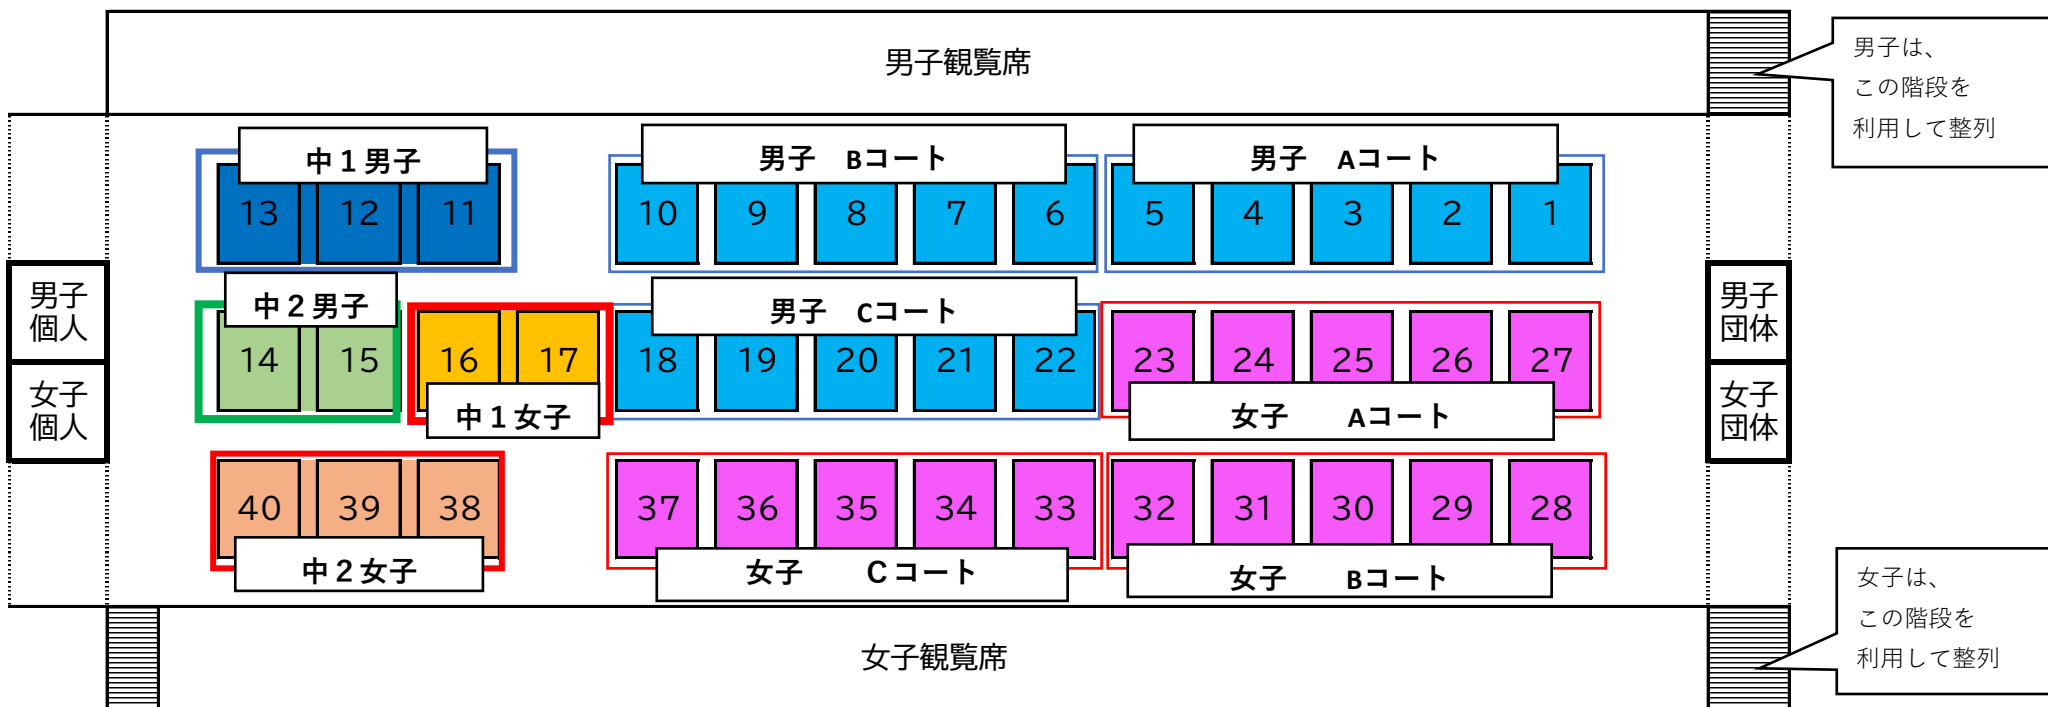 男子観覧席
男子は、
この階段を
利用して整列
中１男子
男子　Bコート
男子　Aコート
13 12 11 10 9 8 7 6 5 4 3 2 1
男子
個人
女子
個人
中２男子
男子　Cコート
14 15 16 17 18 19 20 21 22 23 24 25 26 27
中１女子
女子　Aコート
男子
団体
女子
団体
40 39 38 37 36 35 34 33 32 31 30 29 28
中２女子
女子　Ｃコート
女子　Bコート
女子観覧席
女子は、
この階段を
利用して整列